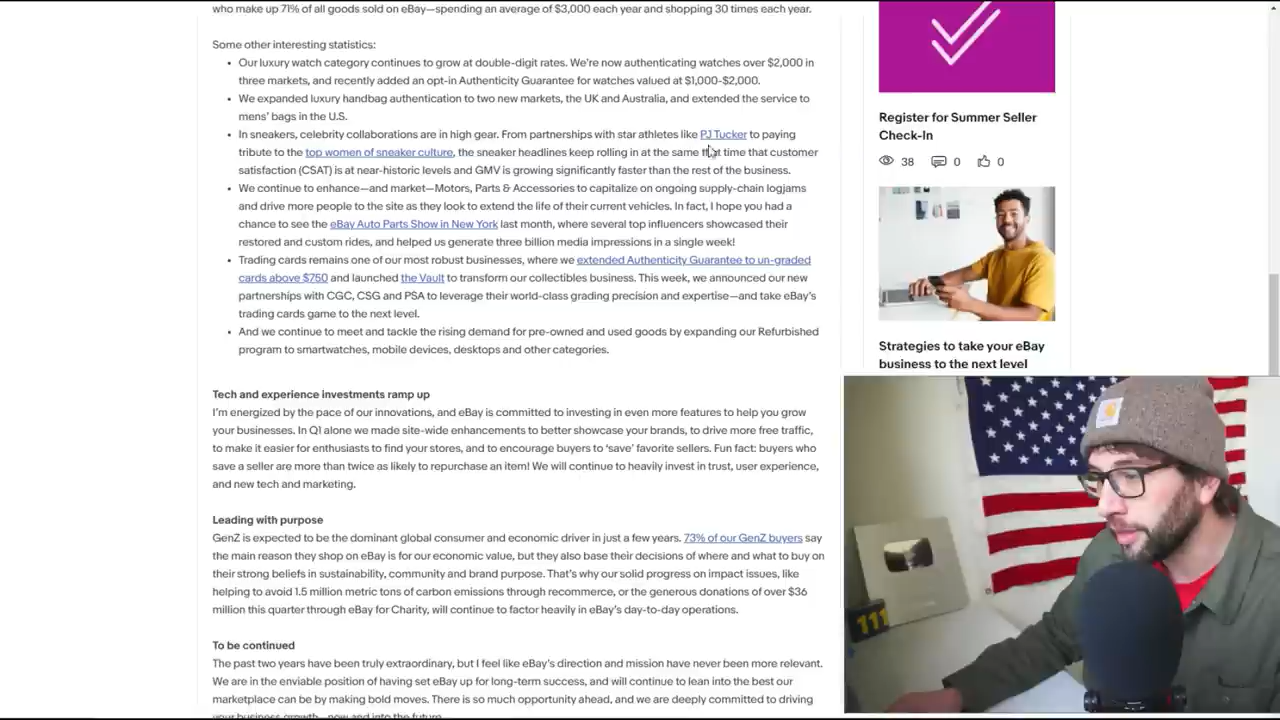 who make up 71% of all goods sold on eBay—spending an average of $3,000 each year and shopping 30 times each year.
Some other interesting statistics:
• Our luxury watch category continues to grow at double-digit rates. We're now authenticating watches over $2,000 in
three markets, and recently added an opt-in Authenticity Guarantee for watches valued at $1,000-$2,000.
• We expanded luxury handbag authentication to two new markets, the UK and Australia, and extended the service to
mens' bags in the U.S.
• In sneakers, celebrity collaborations are in high gear. From partnerships with star athletes like PJ Tucker to paying
tribute to the top women of sneaker culture, the sneaker headlines keep rolling in at the same that time that customer
satisfaction (CSAT) is at near-historic levels and GMV is growing significantly faster than the rest of the business.
• We continue to enhance—and market—Motors, Parts & Accessories to capitalize on ongoing supply-chain logjams
and drive more people to the site as they look to extend the life of their current vehicles. In fact, I hope you had a
chance to see the eBay Auto Parts Show in New York last month, where several top influencers showcased their
restored and custom rides, and helped us generate three billion media impressions in a single week!
• Trading cards remains one of our most robust businesses, where we extended Authenticity Guarantee to un-graded
cards above $750 and launched the Vault to transform our collectibles business. This week, we announced our new
partnerships with CGC, CSG and PSA to leverage their world-class grading precision and expertise—and take eBay's
trading cards game to the next level.
• And we continue to meet and tackle the rising demand for pre-owned and used goods by expanding our Refurbished
program to smartwatches, mobile devices, desktops and other categories.
Tech and experience investments ramp up
I'm energized by the pace of our innovations, and eBay is committed to investing in even more features to help you grow
your businesses. In Q1 alone we made site-wide enhancements to better showcase your brands, to drive more free traffic,
to make it easier for enthusiasts to find your stores, and to encourage buyers to 'save' favorite sellers. Fun fact: buyers who
save a seller are more than twice as likely to repurchase an item! We will continue to heavily invest in trust, user experience,
and new tech and marketing.
Leading with purpose
GenZ is expected to be the dominant global consumer and economic driver in just a few years. 73% of our GenZ buyers say
the main reason they shop on eBay is for our economic value, but they also base their decisions of where and what to buy on
their strong beliefs in sustainability, community and brand purpose. That's why our solid progress on impact issues, like
helping to avoid 1.5 million metric tons of carbon emissions through recommerce, or the generous donations of over $36
million this quarter through eBay for Charity, will continue to factor heavily in eBay's day-to-day operations.
To be continued
The past two years have been truly extraordinary, but I feel like eBay's direction and mission have never been more relevant.
We are in the enviable position of having set eBay up for long-term success, and will continue to lean into the best our
marketplace can be by making bold moves. There is so much opportunity ahead, and we are deeply committed to driving
your business growth—now and into the future.
Register for Summer Seller
Check-In
38 0 0
Strategies to take your eBay
business to the next level
111